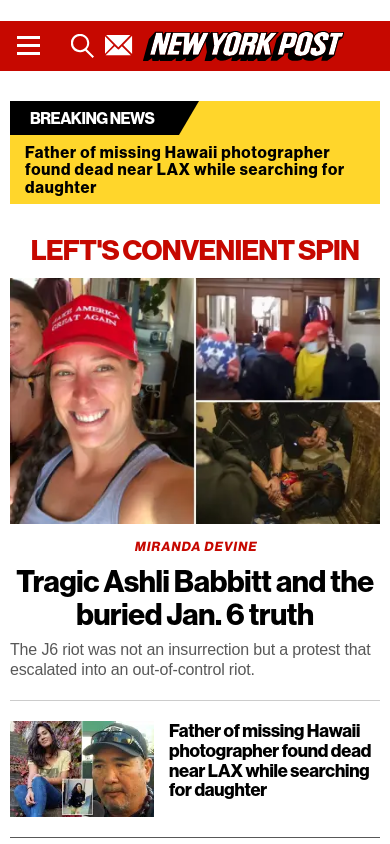 NEW YORK POST
BREAKING NEWS
Father of missing Hawaii photographer
found dead near LAX while searching for
daughter
LEFT'S CONVENIENT SPIN
MAKE AMERICA
GREAT AGAIN
MIRANDA DEVINE
Tragic Ashli Babbitt and the
buried Jan. 6 truth
The J6 riot was not an insurrection but a protest that
escalated into an out-of-control riot.
Father of missing Hawaii
photographer found dead
near LAX while searching
for daughter